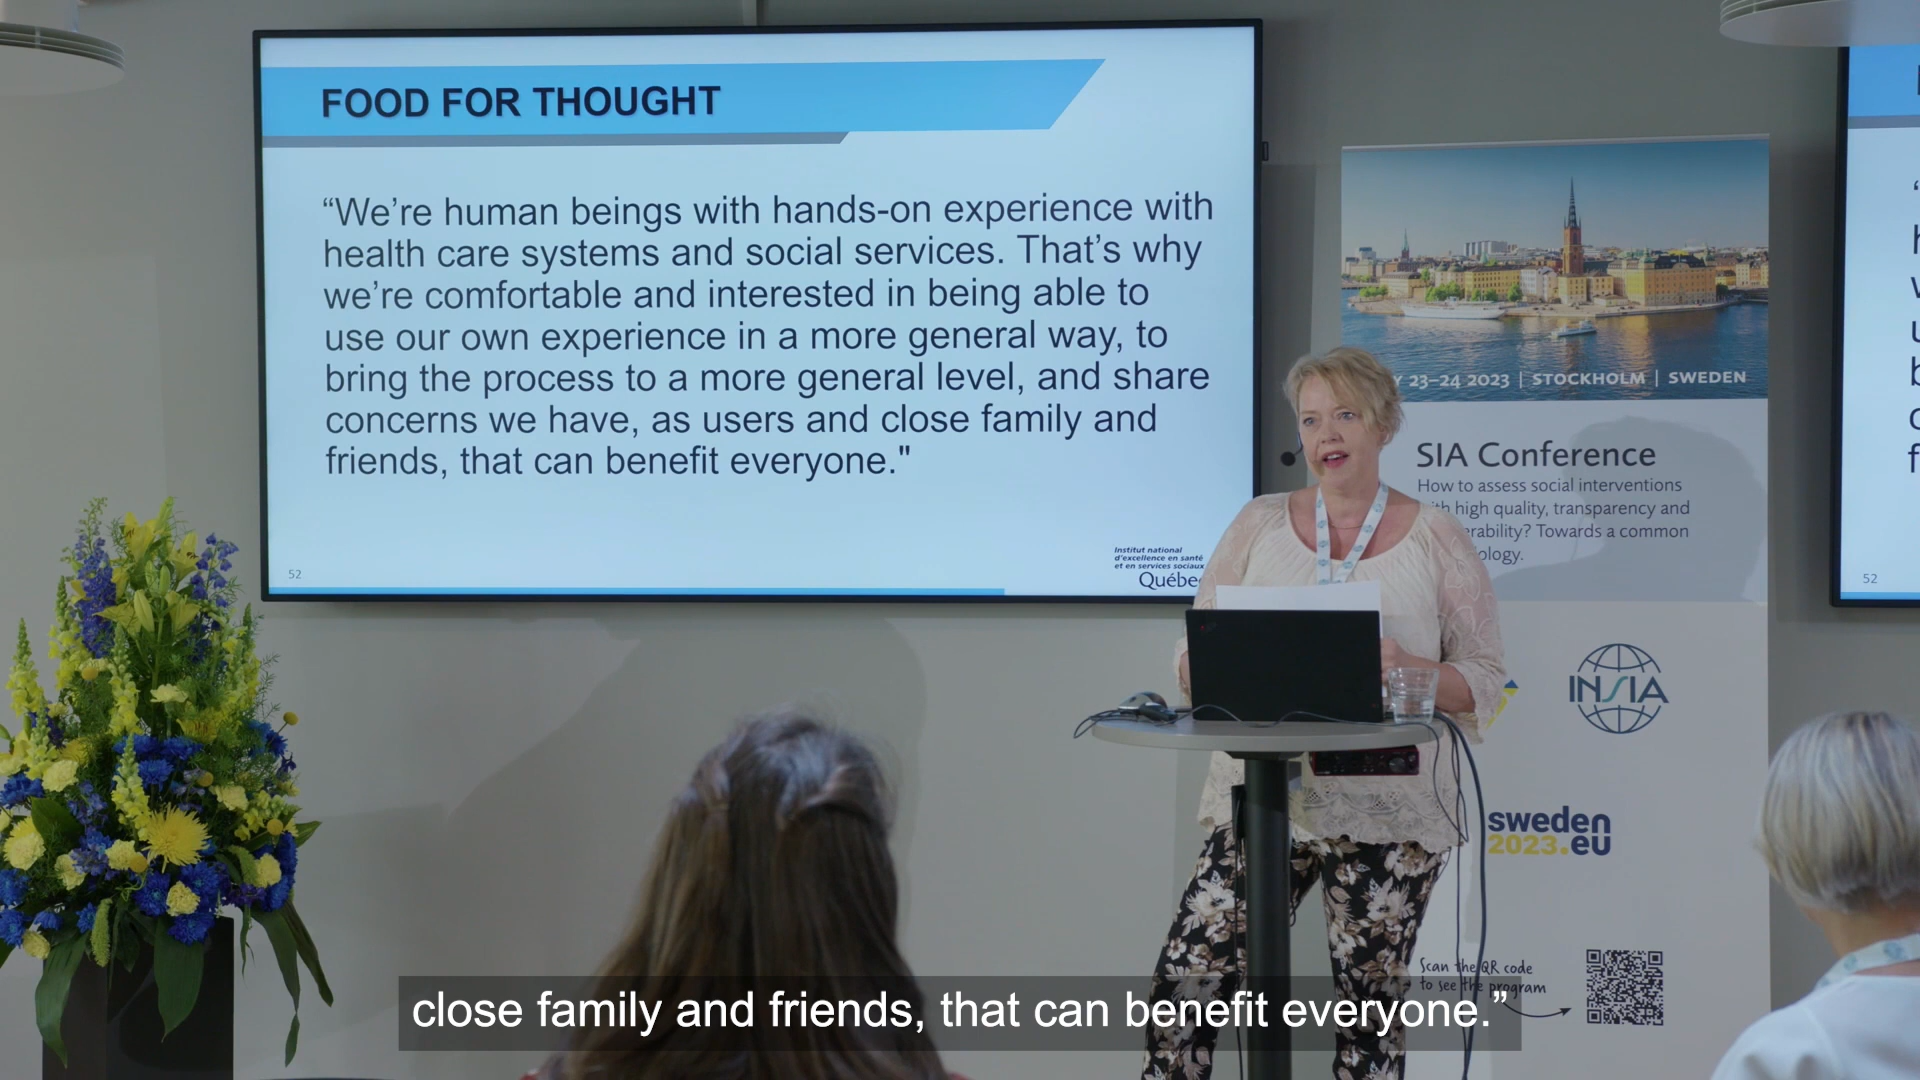 FOOD FOR THOUGHT
“We’re human beings with hands-on experience with
health care systems and social services. That’s why
we’re comfortable and interested in being able to
use our own experience in a more general way, to
bring the process to a more general level, and share
concerns we have, as users and close family and
friends, that can benefit everyone."
52
Institut national
d’excellence en santé
et en services sociaux
Québe
23–24 2023 | STOCKHOLM | SWEDEN
SIA Conference
How to assess social interventions
high quality, transparency and
Towards a common
INSIA
sweden
2023.eu
Scan the QR code
to see the program
52
close family and friends, that can benefit everyone.”